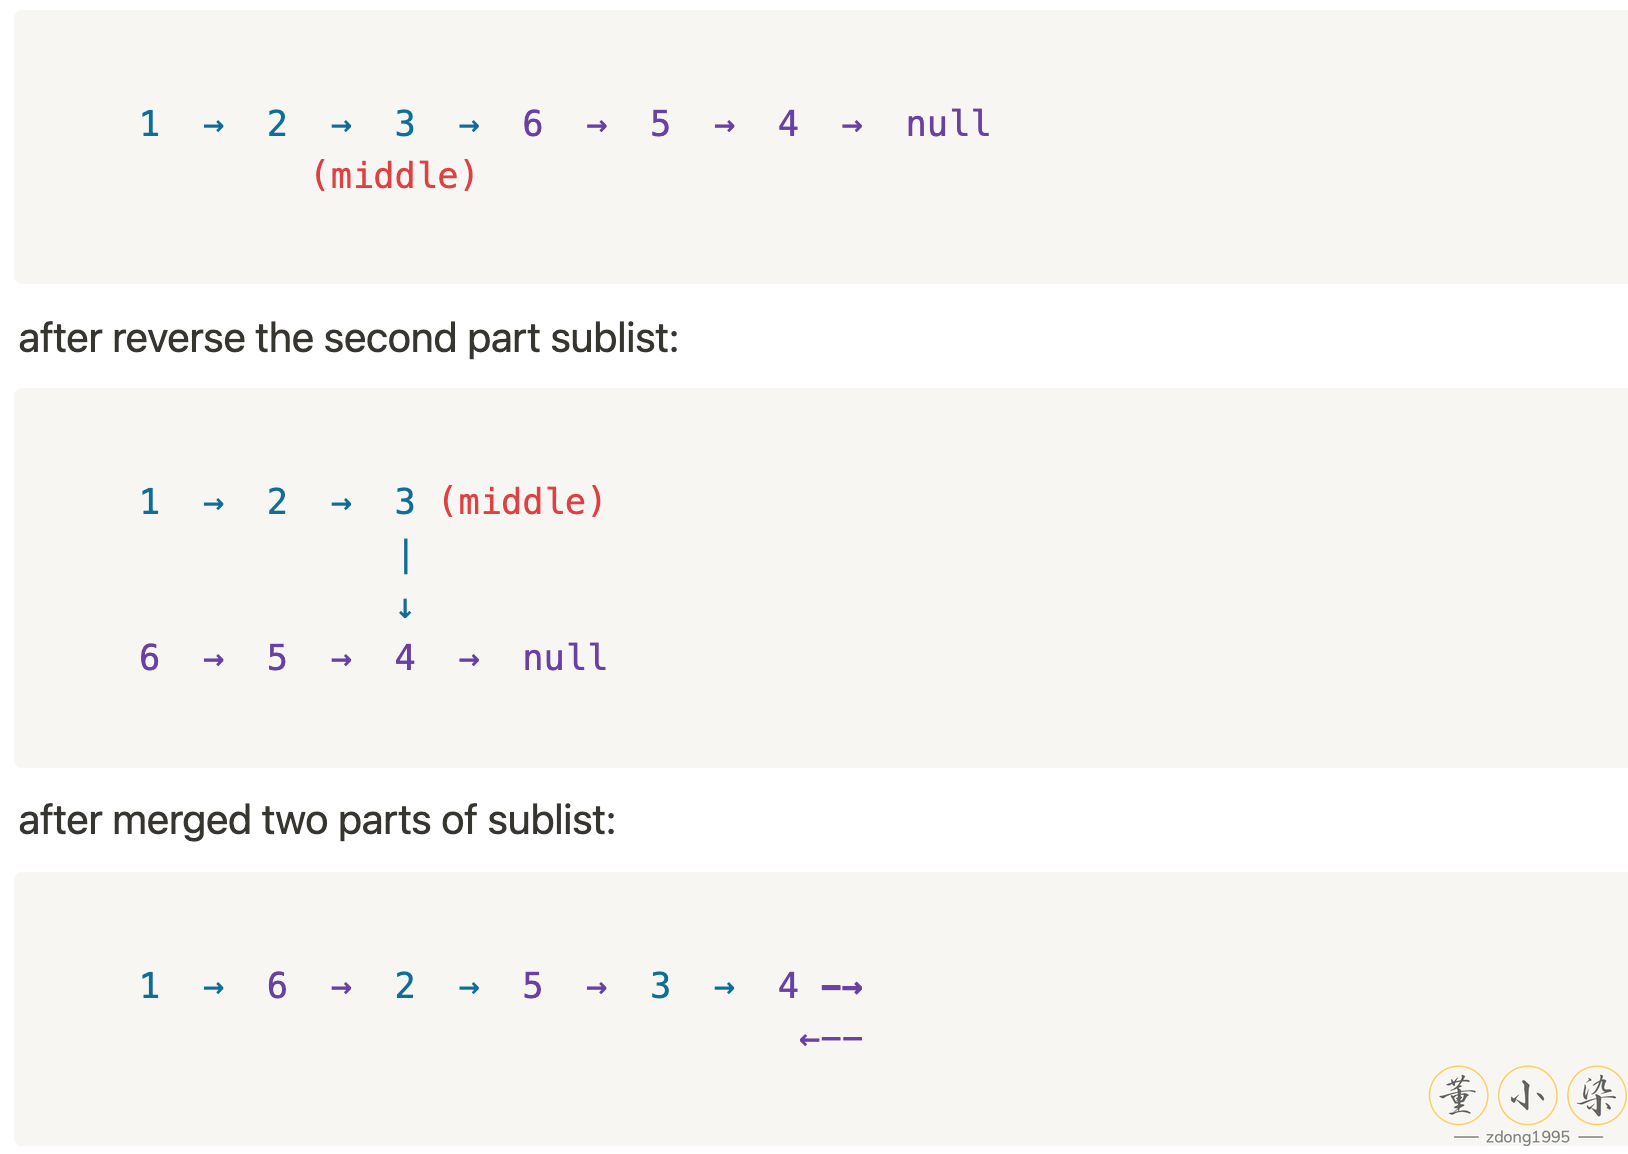 1 → 2 → 3 → 6 → 5 → 4 → null
(middle)
after reverse the second part sublist:
1 → 2 → 3 (middle)
|
↓
6 → 5 → 4 → null
after merged two parts of sublist:
1 → 6 → 2 → 5 → 3 → 4 —→
←——
董小染
— zdong1995 —